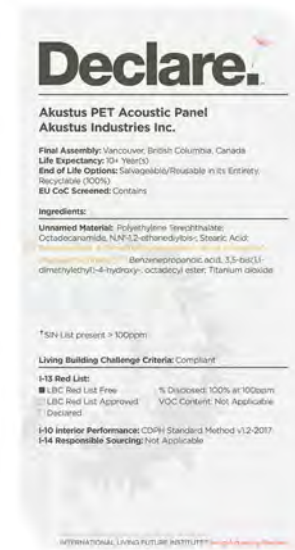 Declare.
Akustus PET Acoustic Panel
Akustus Industries Inc.
Final Assembly: Vancouver, British Columbia, Canada
Life Expectancy: 10+ Year(s)
End of Life Options: Salvageable/Reusable in its Entirety,
Recyclable (100%)
EU CoC Screened: Contains
Ingredients:
Unnamed Material: Polyethylene Terephthalate;
Octadecanamide, N,N'-1,2-ethanediylbis-; Stearic Acid;
Benzenepropanoic acid, 3,5-bis(1,1-
dimethylethyl)-4-hydroxy-, octadecyl ester; Titanium dioxide
†SIN List present > 100ppm
Living Building Challenge Criteria: Compliant
I-13 Red List:
LBC Red List Free % Disclosed: 100% at 100ppm
LBC Red List Approved VOC Content: Not Applicable
Declared
I-10 Interior Performance: CDPH Standard Method v1.2-2017
I-14 Responsible Sourcing: Not Applicable
INTERNATIONAL LIVING FUTURE INSTITUTE